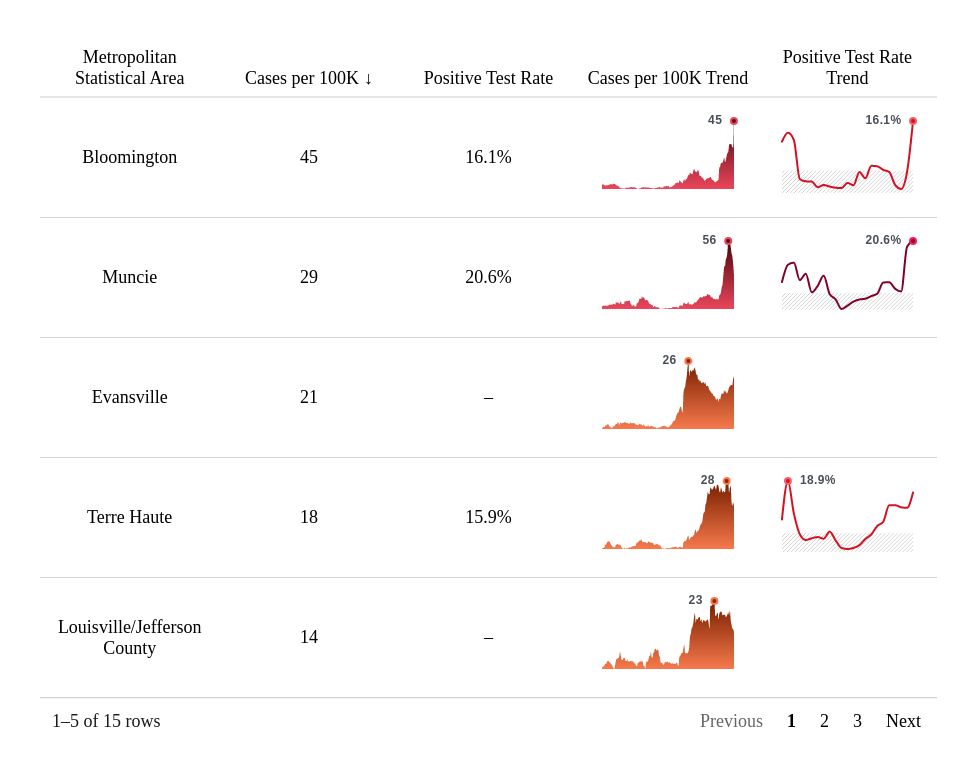 Metropolitan
Statistical Area
Cases per 100K ↓
Positive Test Rate
Cases per 100K Trend
Positive Test Rate
Trend
Bloomington
45
16.1%
45
16.1%
Muncie
29
20.6%
56
20.6%
Evansville
21
–
26
Terre Haute
18
15.9%
28
18.9%
Louisville/Jefferson
County
14
–
23
1–5 of 15 rows
Previous 1 2 3 Next